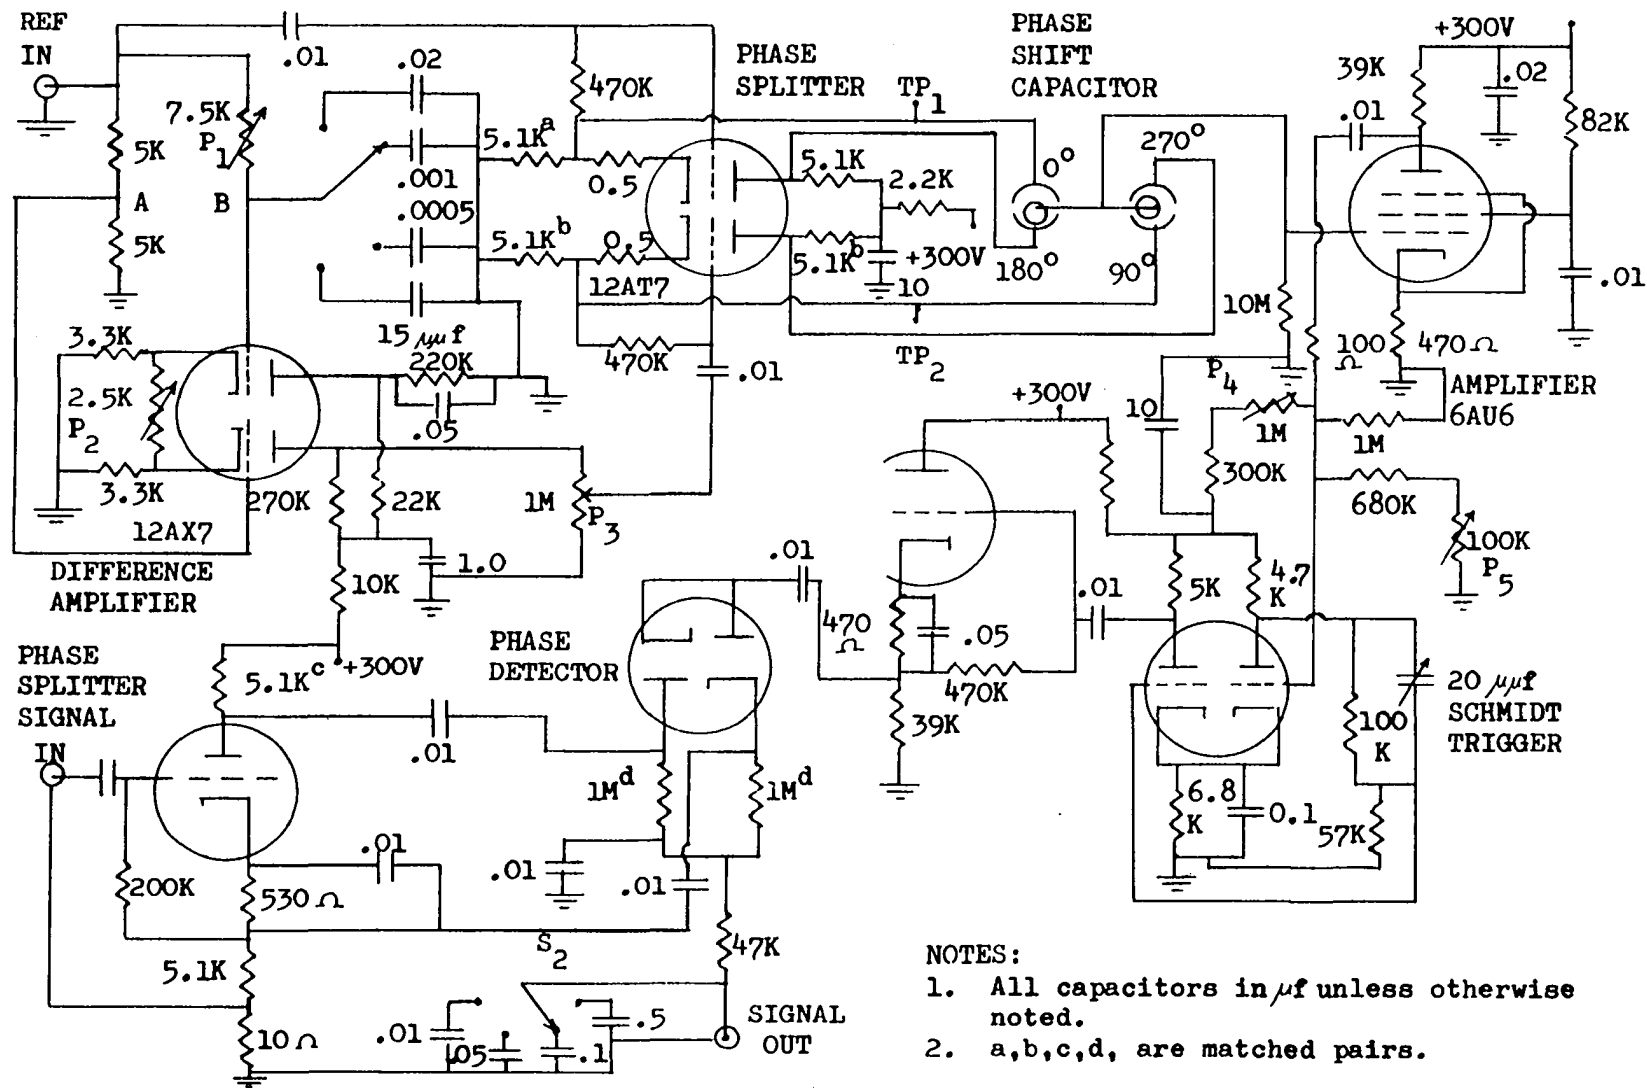 REF
IN
.01
7.5K
P1
5K
A
B
5K
.02
.001
.0005
15 μμf
5.1Ka
470K
0.5
5.1Kb
0.5
12AT7
470K
.01
PHASE
SPLITTER
TP1
5.1K
2.2K
5.1Kb
+300V
10
TP2
PHASE
SHIFT
CAPACITOR
0°
270°
180°
90°
+300V
39K
.02
.01
82K
.01
10M
100
Ω
470Ω
AMPLIFIER
6AU6
3.3K
2.5K
P2
3.3K
12AX7
DIFFERENCE
AMPLIFIER
220K
.05
270K
22K
1M
P3
1.0
10K
+300V
+300V
10
P4
1M
300K
1M
680K
100K
P5
5K
4.7
K
.01
.01
470
Ω
.05
470K
39K
PHASE
DETECTOR
PHASE
SPLITTER
SIGNAL
IN
5.1Kc
.01
1Md
1Md
.01
.01
.01
200K
530Ω
5.1K
10Ω
S2
47K
.01
.05
.1
.5
SIGNAL
OUT
100
K
20 μμf
SCHMIDT
TRIGGER
6.8
K
0.1
57K
NOTES:
1. All capacitors in μf unless otherwise
noted.
2. a,b,c,d, are matched pairs.